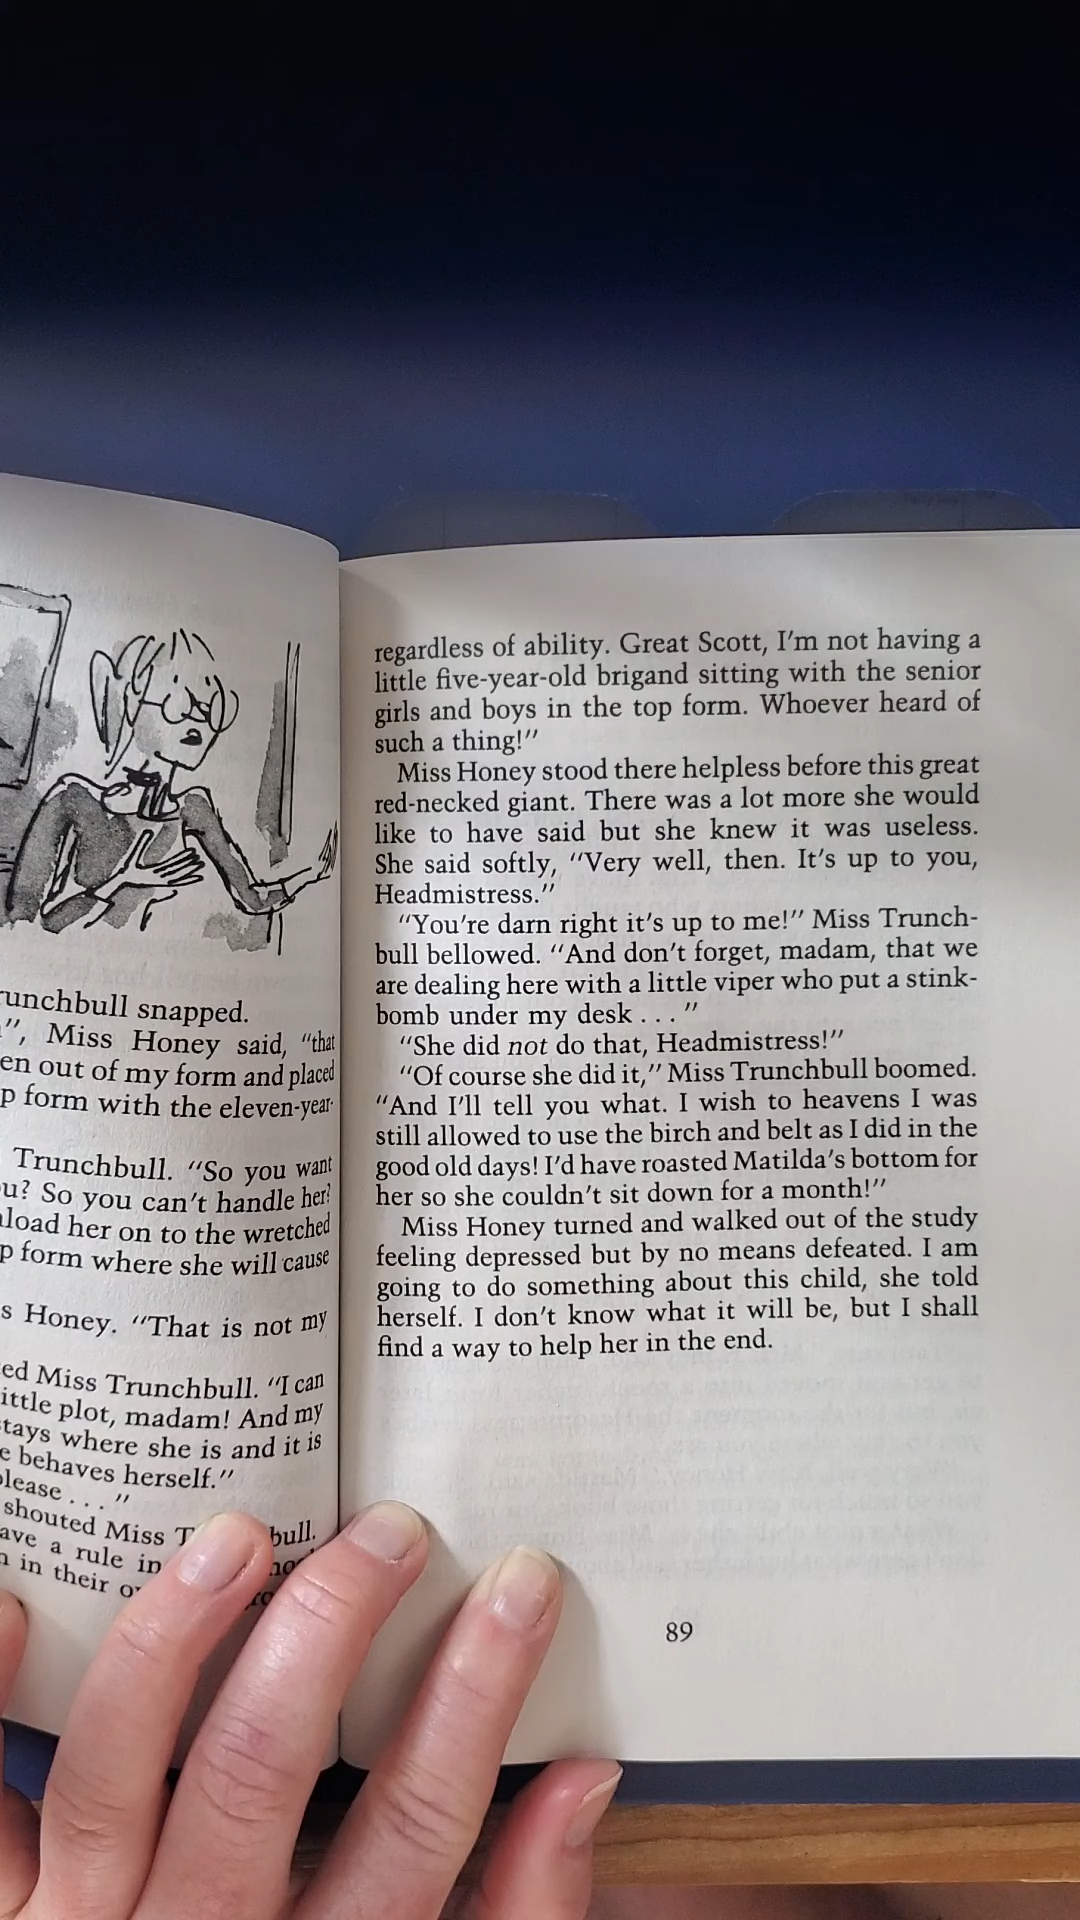 runchbull snapped.
", Miss Honey said, "that
en out of my form and placed
p form with the eleven-year-
Trunchbull. "So you want
u? So you can't handle her?
load her on to the wretched
p form where she will cause
s Honey. "That is not my
ed Miss Trunchbull. "I can
ittle plot, madam! And my
tays where she is and it is
e behaves herself."
lease . . ."
shouted Miss T bull.
ave a rule in
n in their
regardless of ability. Great Scott, I'm not having a
little five-year-old brigand sitting with the senior
girls and boys in the top form. Whoever heard of
such a thing!"
Miss Honey stood there helpless before this great
red-necked giant. There was a lot more she would
like to have said but she knew it was useless.
She said softly, "Very well, then. It's up to you,
Headmistress."
"You're darn right it's up to me!" Miss Trunch-
bull bellowed. "And don't forget, madam, that we
are dealing here with a little viper who put a stink-
bomb under my desk . . ."
"She did not do that, Headmistress!"
"Of course she did it," Miss Trunchbull boomed.
"And I'll tell you what. I wish to heavens I was
still allowed to use the birch and belt as I did in the
good old days! I'd have roasted Matilda's bottom for
her so she couldn't sit down for a month!"
Miss Honey turned and walked out of the study
feeling depressed but by no means defeated. I am
going to do something about this child, she told
herself. I don't know what it will be, but I shall
find a way to help her in the end.
89